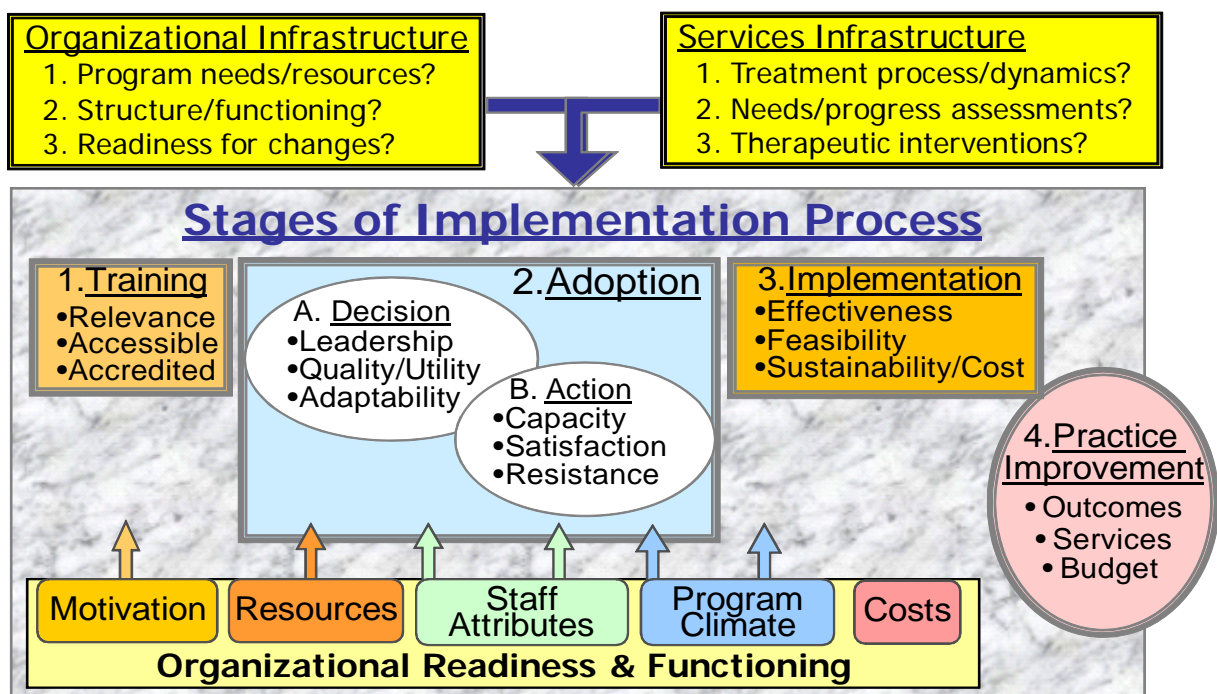 Organizational Infrastructure
1. Program needs/resources?
2. Structure/functioning?
3. Readiness for changes?
Services Infrastructure
1. Treatment process/dynamics?
2. Needs/progress assessments?
3. Therapeutic interventions?
Stages of Implementation Process
1.Training
•Relevance
•Accessible
•Accredited
2.Adoption
A. Decision
•Leadership
•Quality/Utility
•Adaptability
B. Action
•Capacity
•Satisfaction
•Resistance
3.Implementation
•Effectiveness
•Feasibility
•Sustainability/Cost
4.Practice
Improvement
• Outcomes
• Services
• Budget
Motivation
Resources
Staff
Attributes
Program
Climate
Costs
Organizational Readiness & Functioning